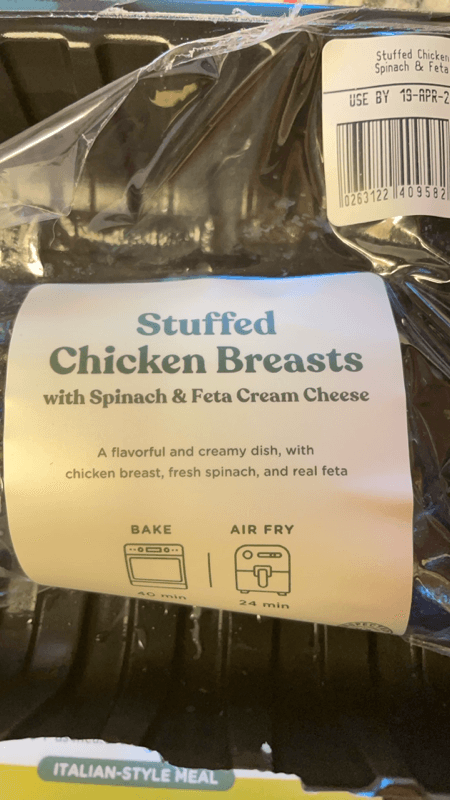 Stuffed Chicken
Spinach & Feta
USE BY 19-APR-2
0263122 409582
Stuffed
Chicken Breasts
with Spinach & Feta Cream Cheese
A flavorful and creamy dish, with
chicken breast, fresh spinach, and real feta
BAKE AIR FRY
40 min
24 min
ITALIAN-STYLE MEAL